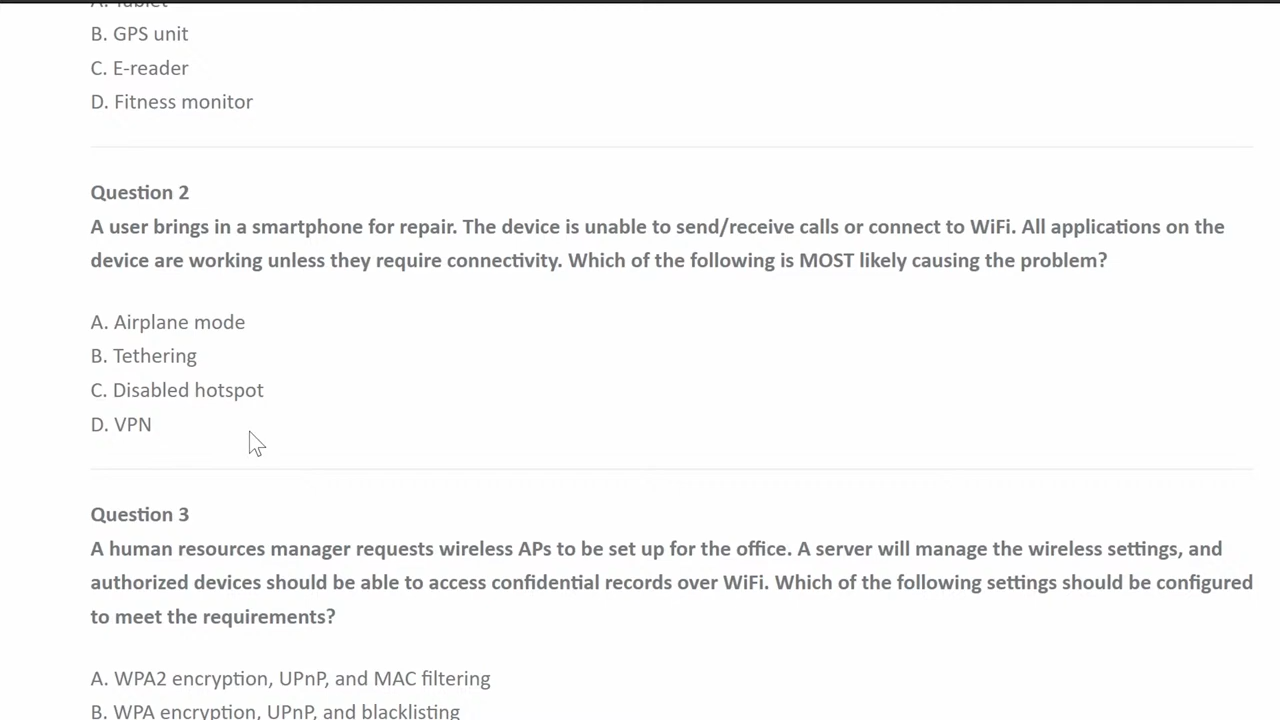 A. Tablet
B. GPS unit
C. E-reader
D. Fitness monitor
Question 2
A user brings in a smartphone for repair. The device is unable to send/receive calls or connect to WiFi. All applications on the
device are working unless they require connectivity. Which of the following is MOST likely causing the problem?
A. Airplane mode
B. Tethering
C. Disabled hotspot
D. VPN
Question 3
A human resources manager requests wireless APs to be set up for the office. A server will manage the wireless settings, and
authorized devices should be able to access confidential records over WiFi. Which of the following settings should be configured
to meet the requirements?
A. WPA2 encryption, UPnP, and MAC filtering
B. WPA encryption, UPnP, and blacklisting